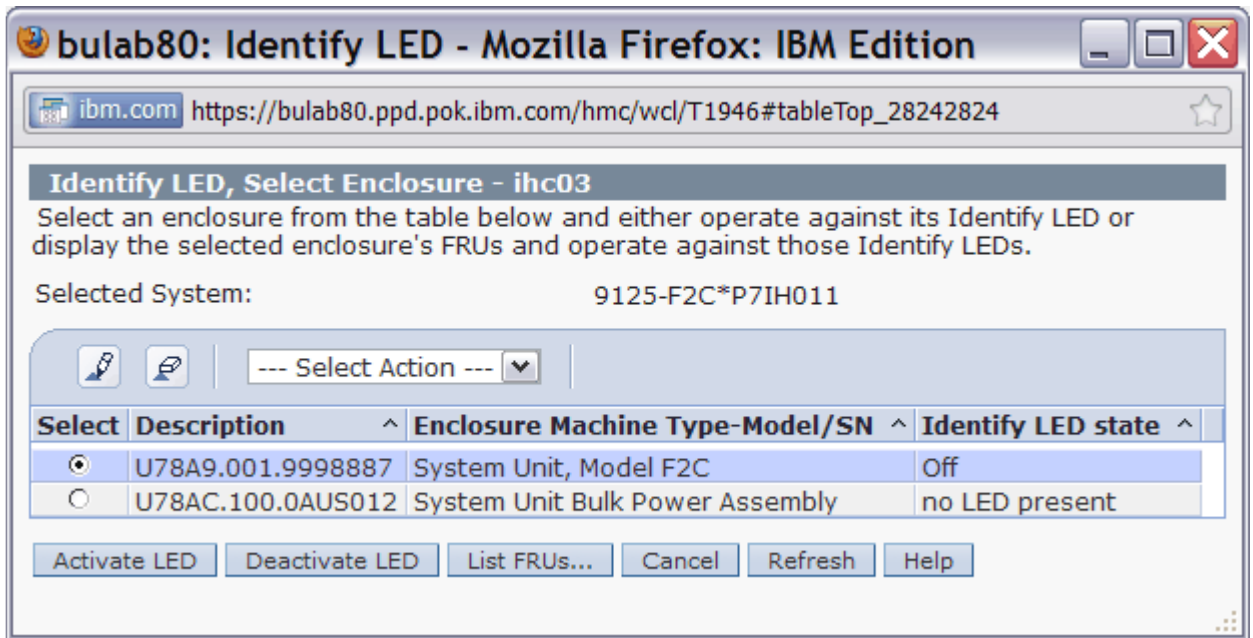 bulab80: Identify LED - Mozilla Firefox: IBM Edition
ibm.com https://bulab80.ppd.pok.ibm.com/hmc/wcl/T1946#tableTop_28242824
Identify LED, Select Enclosure - ihc03
Select an enclosure from the table below and either operate against its Identify LED or
display the selected enclosure's FRUs and operate against those Identify LEDs.
Selected System: 9125-F2C*P7IH011
--- Select Action ---
Select Description ^ Enclosure Machine Type-Model/SN ^ Identify LED state ^
U78A9.001.9998887 System Unit, Model F2C Off
U78AC.100.0AUS012 System Unit Bulk Power Assembly no LED present
Activate LED Deactivate LED List FRUs... Cancel Refresh Help